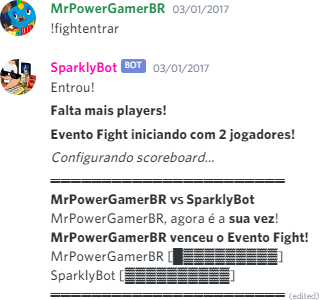 MrPowerGamerBR 03/01/2017
!fightentrar
SparklyBot BOT 03/01/2017
Entrou!
Falta mais players!
Evento Fight iniciando com 2 jogadores!
Configurando scoreboard...
═══════════════════════
MrPowerGamerBR vs SparklyBot
MrPowerGamerBR, agora é a sua vez!
MrPowerGamerBR venceu o Evento Fight!
MrPowerGamerBR [█▓▓▓▓▓▓▓▓▓]
SparklyBot [▓▓▓▓▓▓▓▓▓▓]
═══════════════════════ (edited)